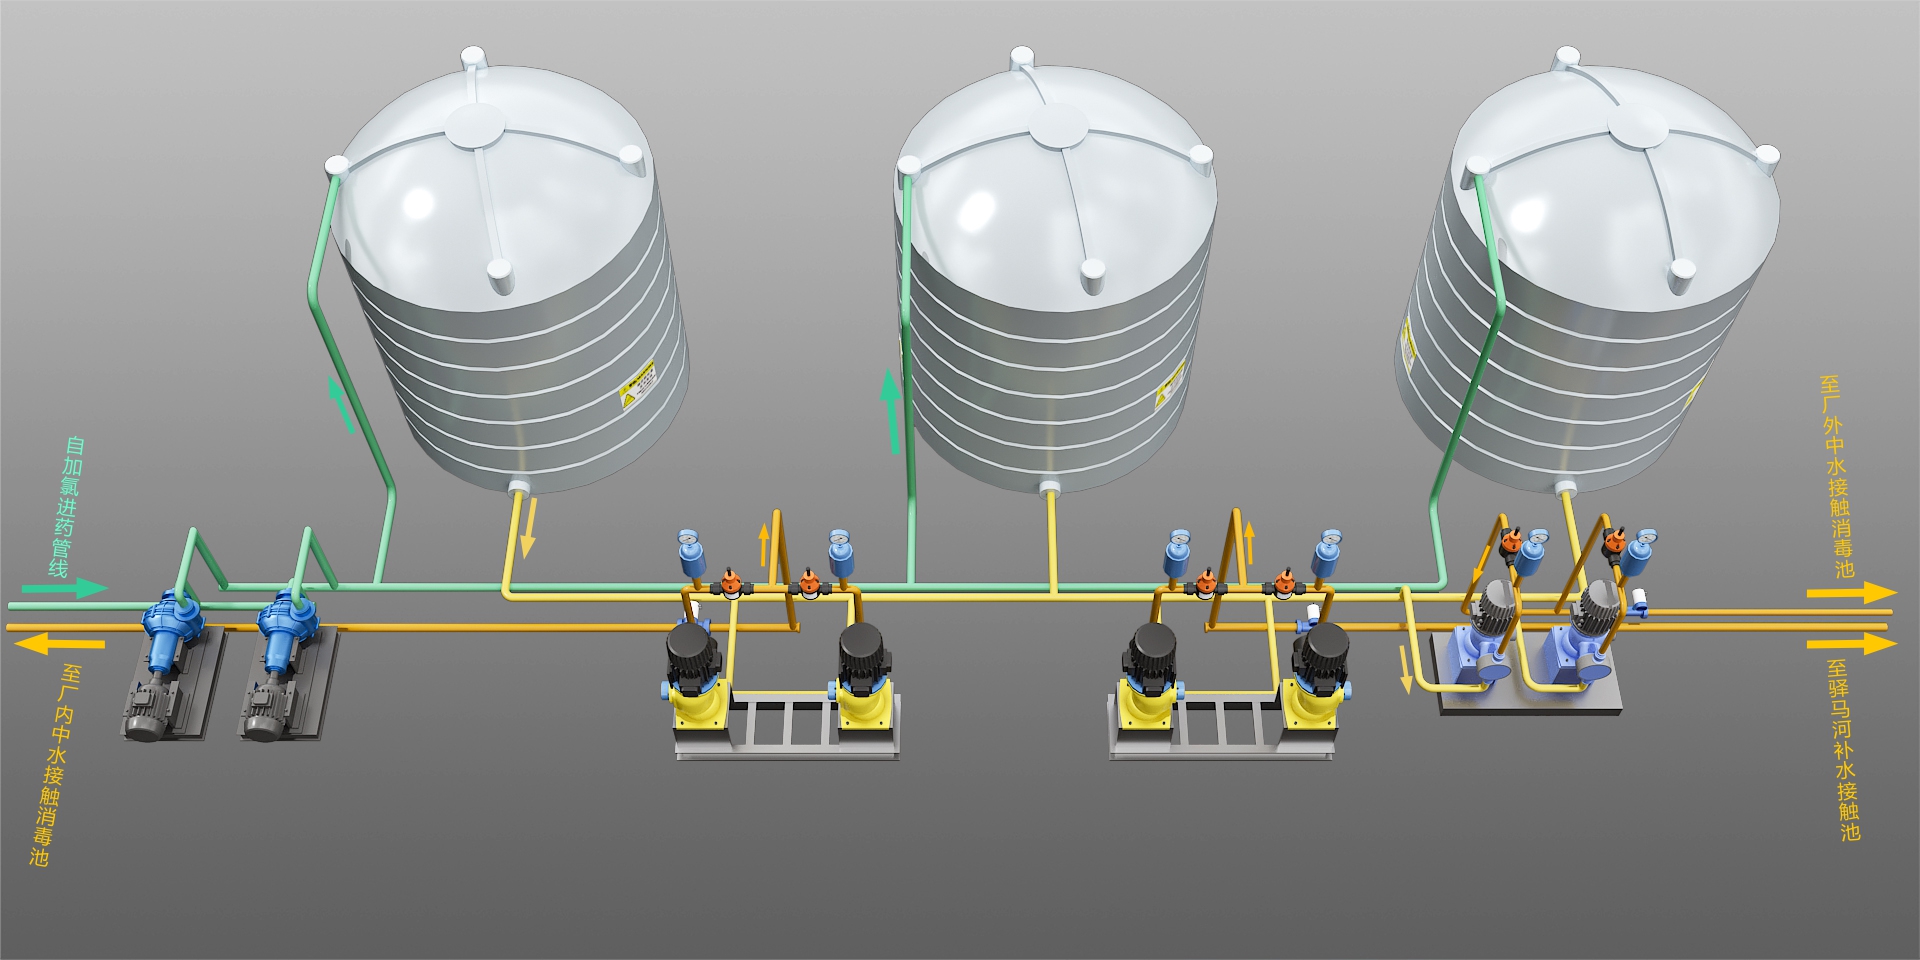 自加氯进药管线
至厂内中水接触消毒池
至厂外中水接触消毒池
至驿马河补水接触池